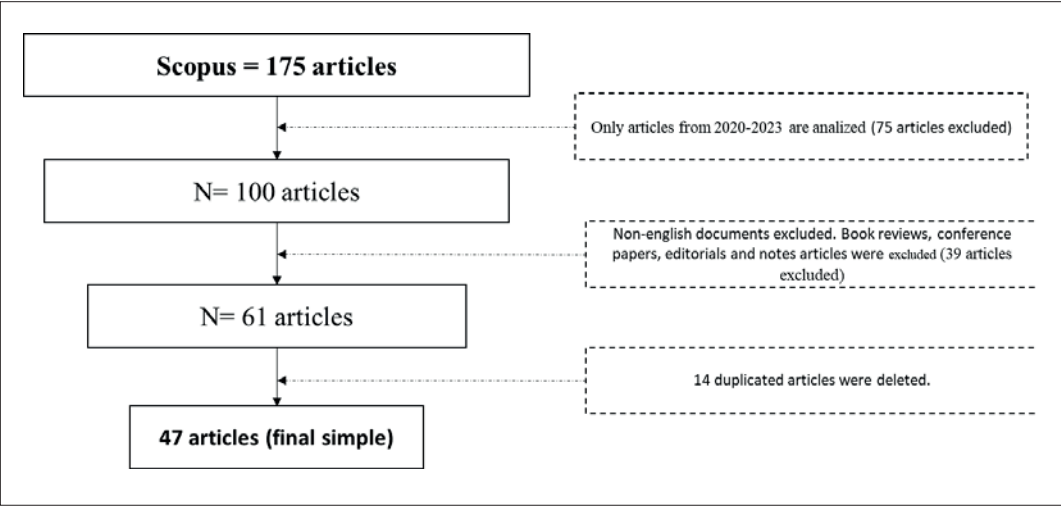 Scopus = 175 articles
Only articles from 2020-2023 are analized (75 articles excluded)
N= 100 articles
Non-english documents excluded. Book reviews, conference
papers, editorials and notes articles were excluded (39 articles
excluded)
N= 61 articles
14 duplicated articles were deleted.
47 articles (final simple)